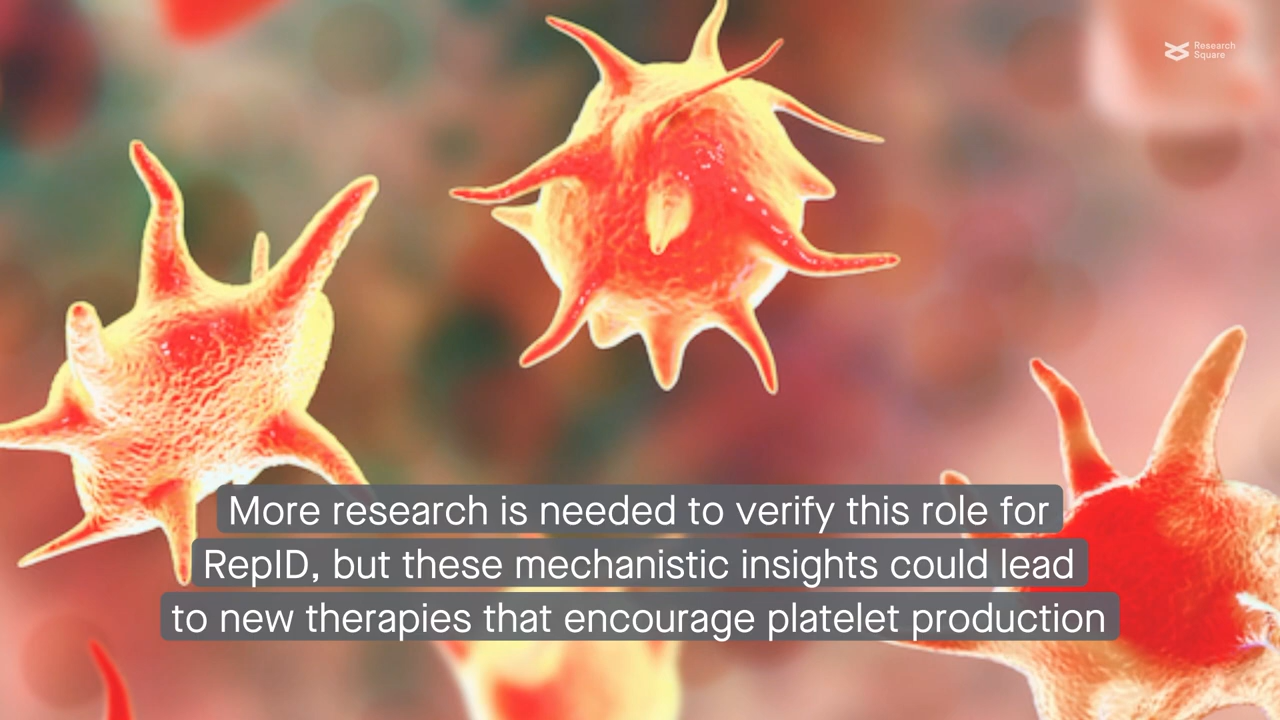 Research
Square
More research is needed to verify this role for
RepID, but these mechanistic insights could lead
to new therapies that encourage platelet production